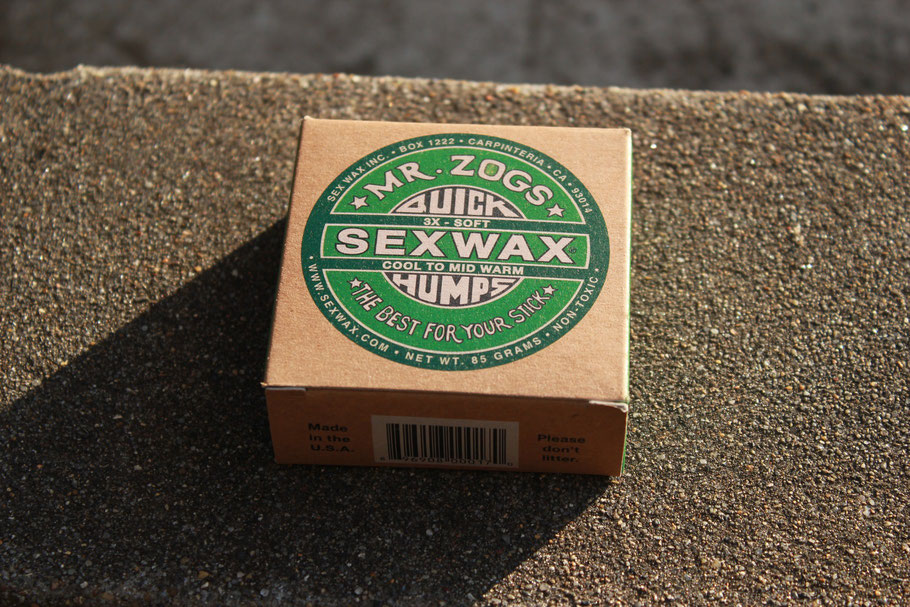 SEX WAX INC. • BOX 1222 • CARPINTERIA • CA • 93014
MR. ZOGS
QUICK
3X - SOFT
SEXWAX
COOL TO MID WARM
HUMPS
THE BEST FOR YOUR STICK
• WWW.SEXWAX.COM • NET WT. 85 GRAMS • NON-TOXIC •
Made
in the
U.S.A.
Please
don't
litter.